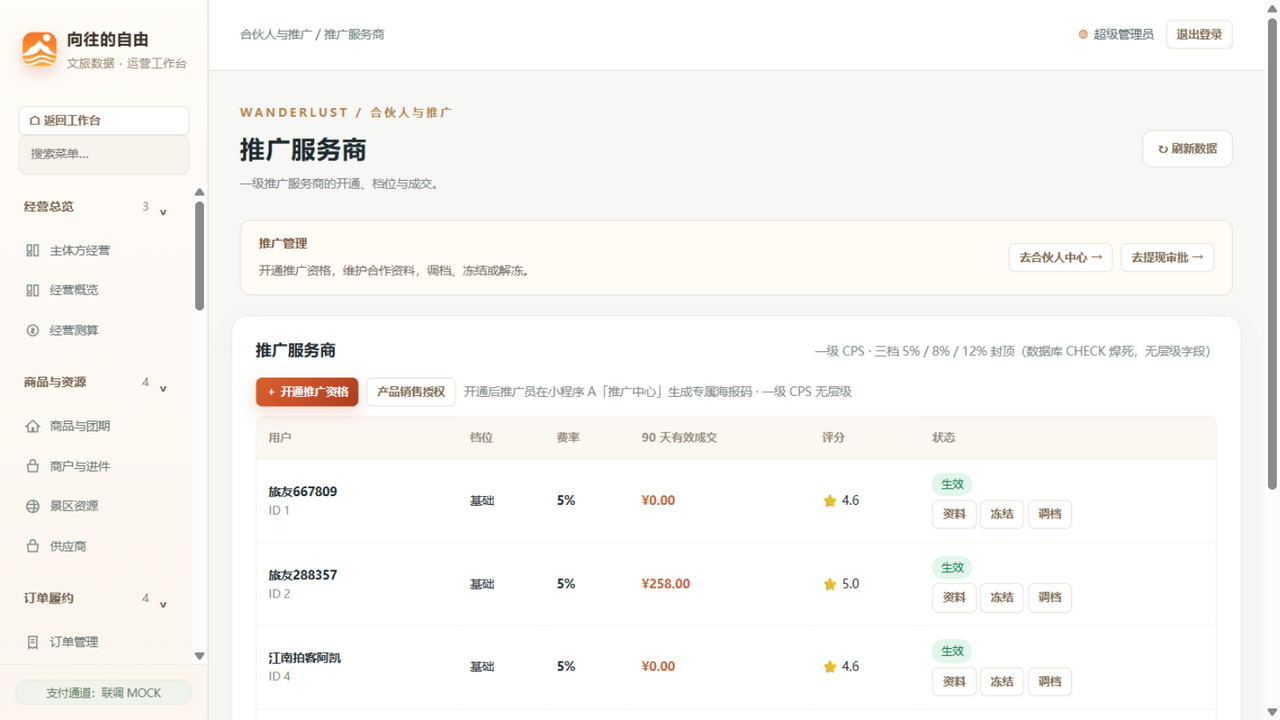 向往的自由
文旅数据 · 运营工作台
返回工作台
搜索菜单...
经营总览 3
主体方经营
经营概览
经营测算
商品与资源 4
商品与团期
商户与进件
景区资源
供应商
订单履约 4
订单管理
支付通道：联调 MOCK
合伙人与推广 / 推广服务商
超级管理员 退出登录
WANDERLUST / 合伙人与推广
推广服务商
↻ 刷新数据
一级推广服务商的开通、档位与成交。
推广管理
开通推广资格，维护合作资料，调档、冻结或解冻。
去合伙人中心 → 去提现审批 →
推广服务商
一级 CPS · 三档 5% / 8% / 12% 封顶（数据库 CHECK 焊死，无层级字段）
+ 开通推广资格 产品销售授权 开通后推广员在小程序 A「推广中心」生成专属海报码 · 一级 CPS 无层级
用户 档位 费率 90 天有效成交 评分 状态
旅友667809
ID 1
基础 5% ¥0.00 4.6
生效
资料 冻结 调档
旅友288357
ID 2
基础 5% ¥258.00 5.0
生效
资料 冻结 调档
江南拍客阿凯
ID 4
基础 5% ¥0.00 4.6
生效
资料 冻结 调档